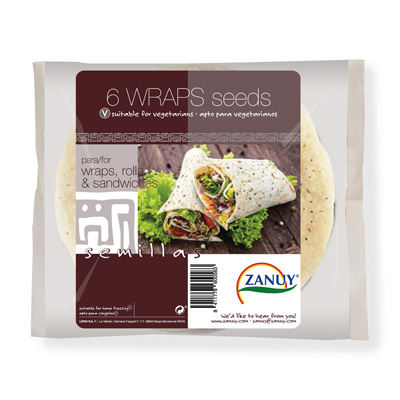 6 WRAPS seeds
V suitable for vegetarians - apto para vegetarianos
para/for
wraps, roll
& sandwiches
semillas
ZANUY®
suitable for home freezing
apto para congelar
We'd like to hear from you!
www.zanuy.com - zanuy@zanuy.com